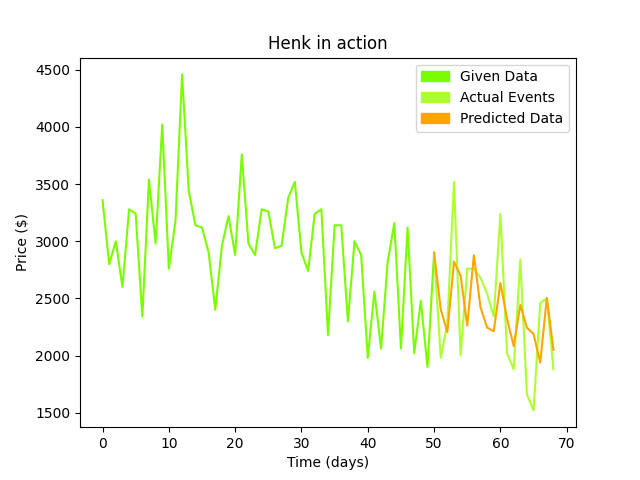 Henk in action
Given Data
Actual Events
Predicted Data
4500
4000
3500
3000
2500
2000
1500
Price ($)
0 10 20 30 40 50 60 70
Time (days)